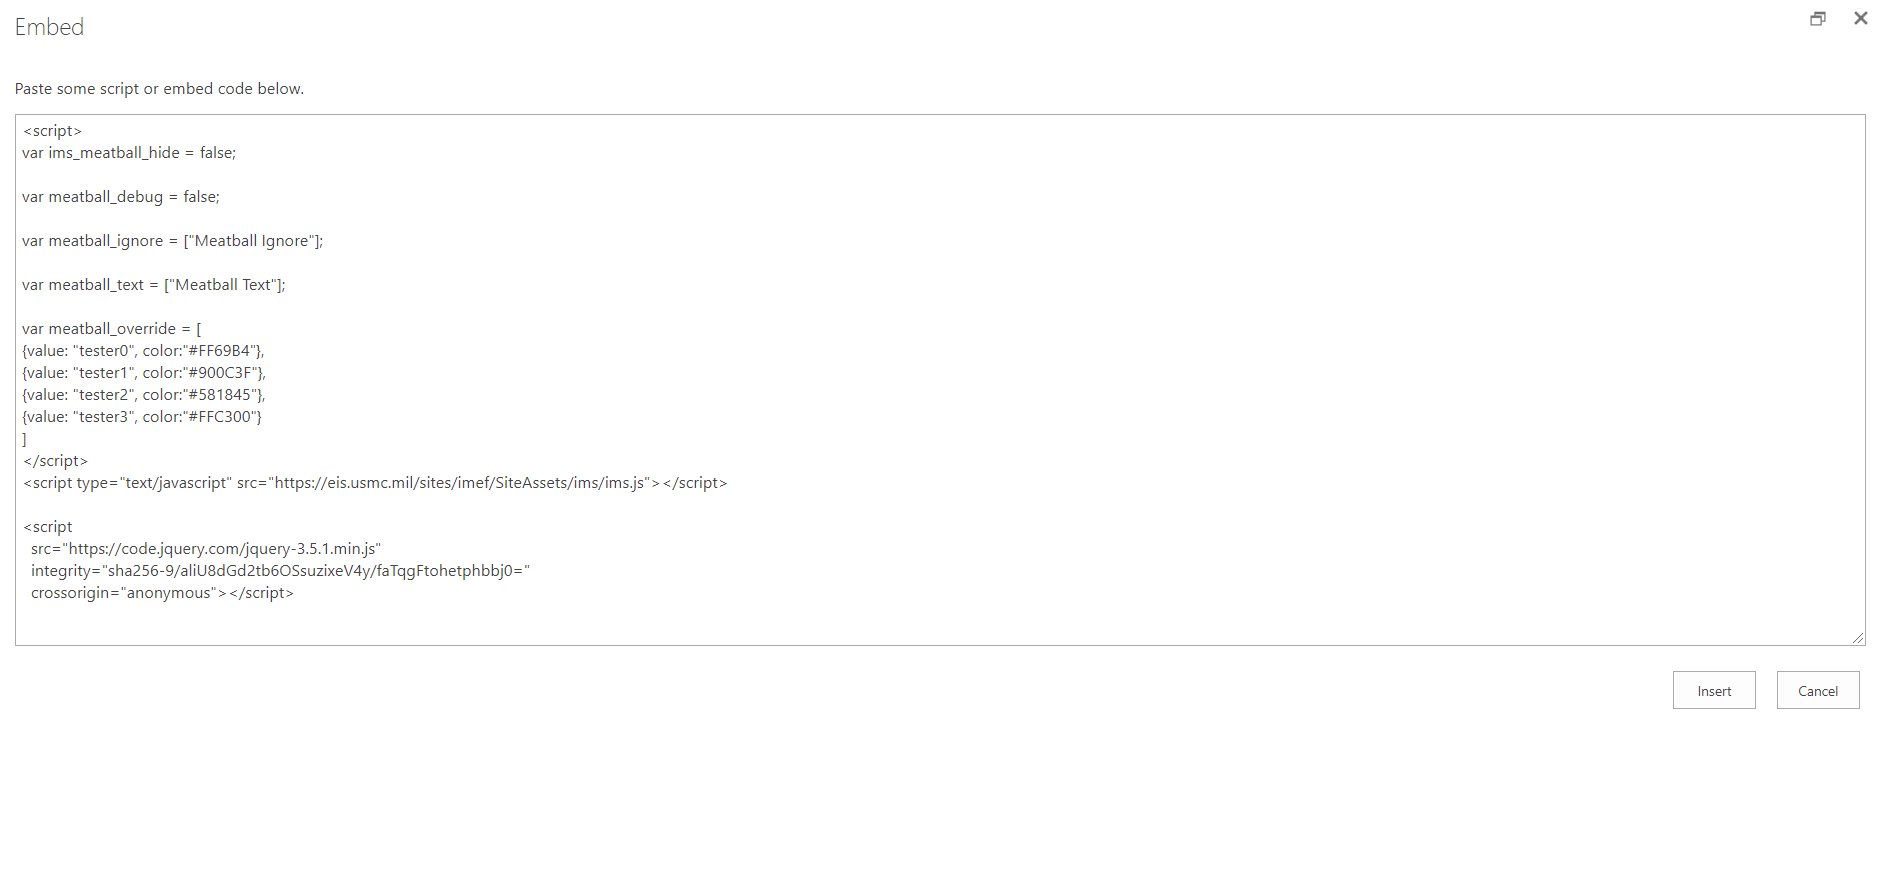 Embed
Paste some script or embed code below.
<script>
var ims_meatball_hide = false;
var meatball_debug = false;
var meatball_ignore = ["Meatball Ignore"];
var meatball_text = ["Meatball Text"];
var meatball_override = [
{value: "tester0", color:"#FF69B4"},
{value: "tester1", color:"#900C3F"},
{value: "tester2", color:"#581845"},
{value: "tester3", color:"#FFC300"}
]
</script>
<script type="text/javascript" src="https://eis.usmc.mil/sites/imef/SiteAssets/ims/ims.js"></script>
<script
src="https://code.jquery.com/jquery-3.5.1.min.js"
integrity="sha256-9/aliU8dGd2tb6OSsuzixeV4y/faTqgFtohetphbbj0="
crossorigin="anonymous"></script>
Insert
Cancel